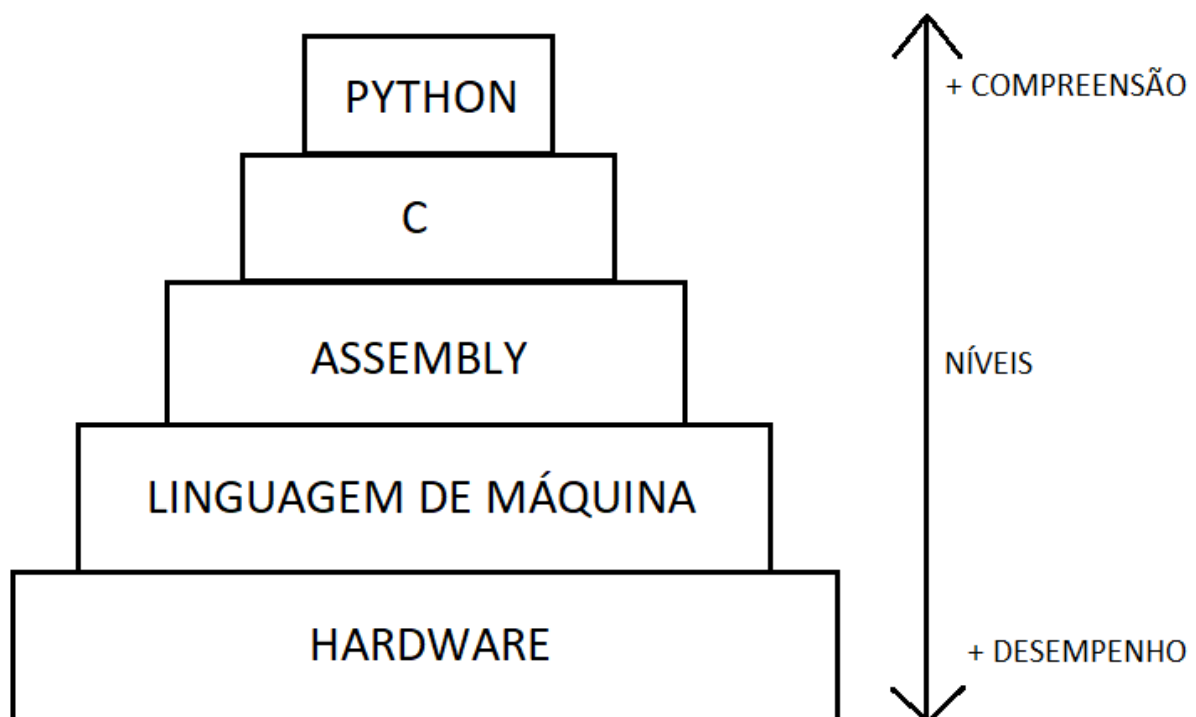 PYTHON
+ COMPREENSÃO
C
ASSEMBLY
NÍVEIS
LINGUAGEM DE MÁQUINA
HARDWARE
+ DESEMPENHO